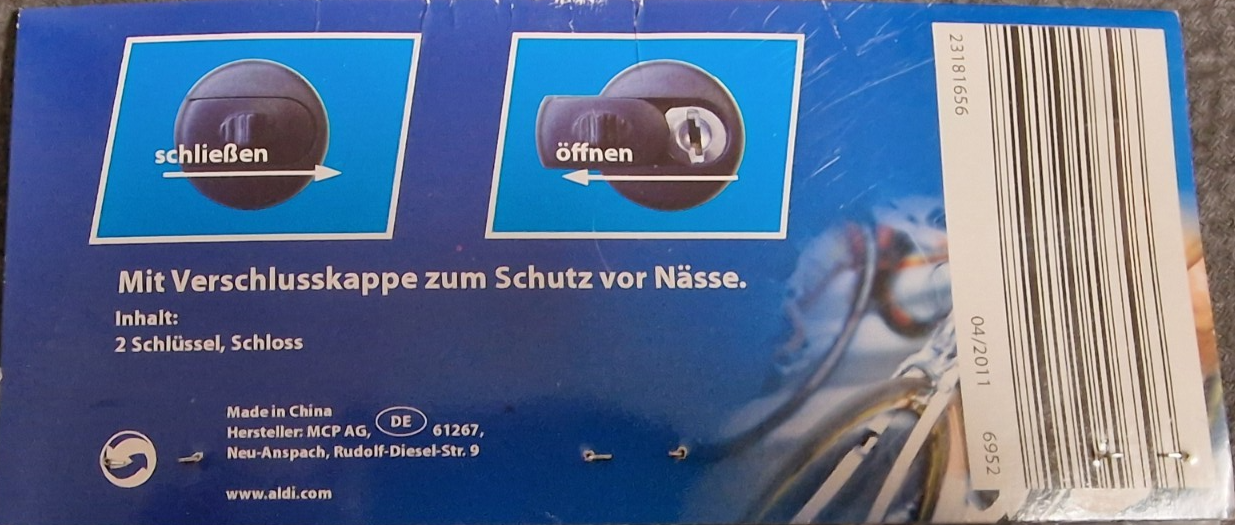 schließen
öffnen
Mit Verschlusskappe zum Schutz vor Nässe.
Inhalt:
2 Schlüssel, Schloss
Made in China
Hersteller: MCP AG, DE 61267,
Neu-Anspach, Rudolf-Diesel-Str. 9
www.aldi.com
23181656
04/2011
6952